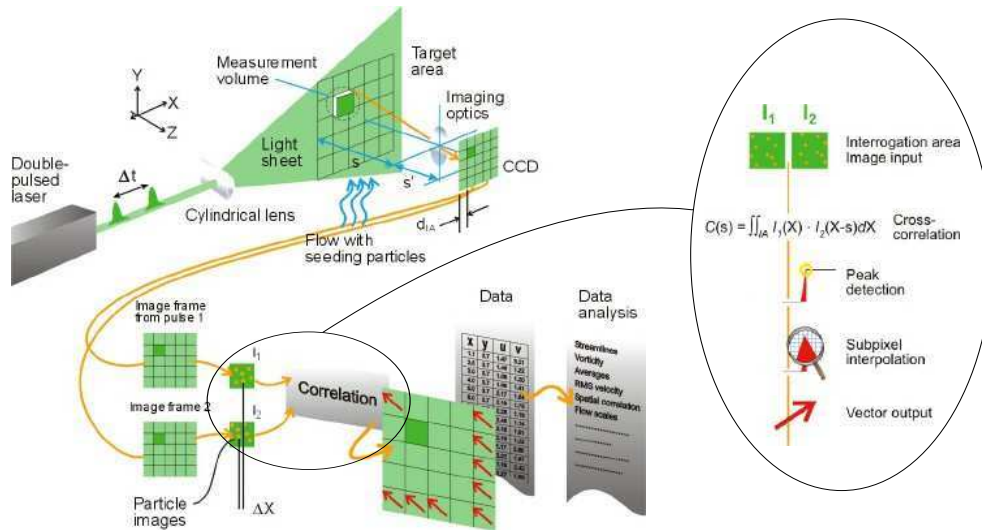 Measurement
volume
Target
area
Imaging
optics
Y
X
Z
Light
sheet
s
s'
CCD
Double-
pulsed
laser
Δt
Cylindrical lens
d_IA
Flow with
seeding particles
Image frame
from pulse 1
I₁
Image frame 2
I₂
Correlation
Particle
images
ΔX
Data
x y u v
Data
analysis
Streamlines
Vorticity
Averages
RMS velocity
Spatial correlation
Flow scales
I₁ I₂
Interrogation area
Image input
C(s) = ∫∫_IA I₁(X) · I₂(X-s)dX
Cross-
correlation
Peak
detection
Subpixel
interpolation
Vector output